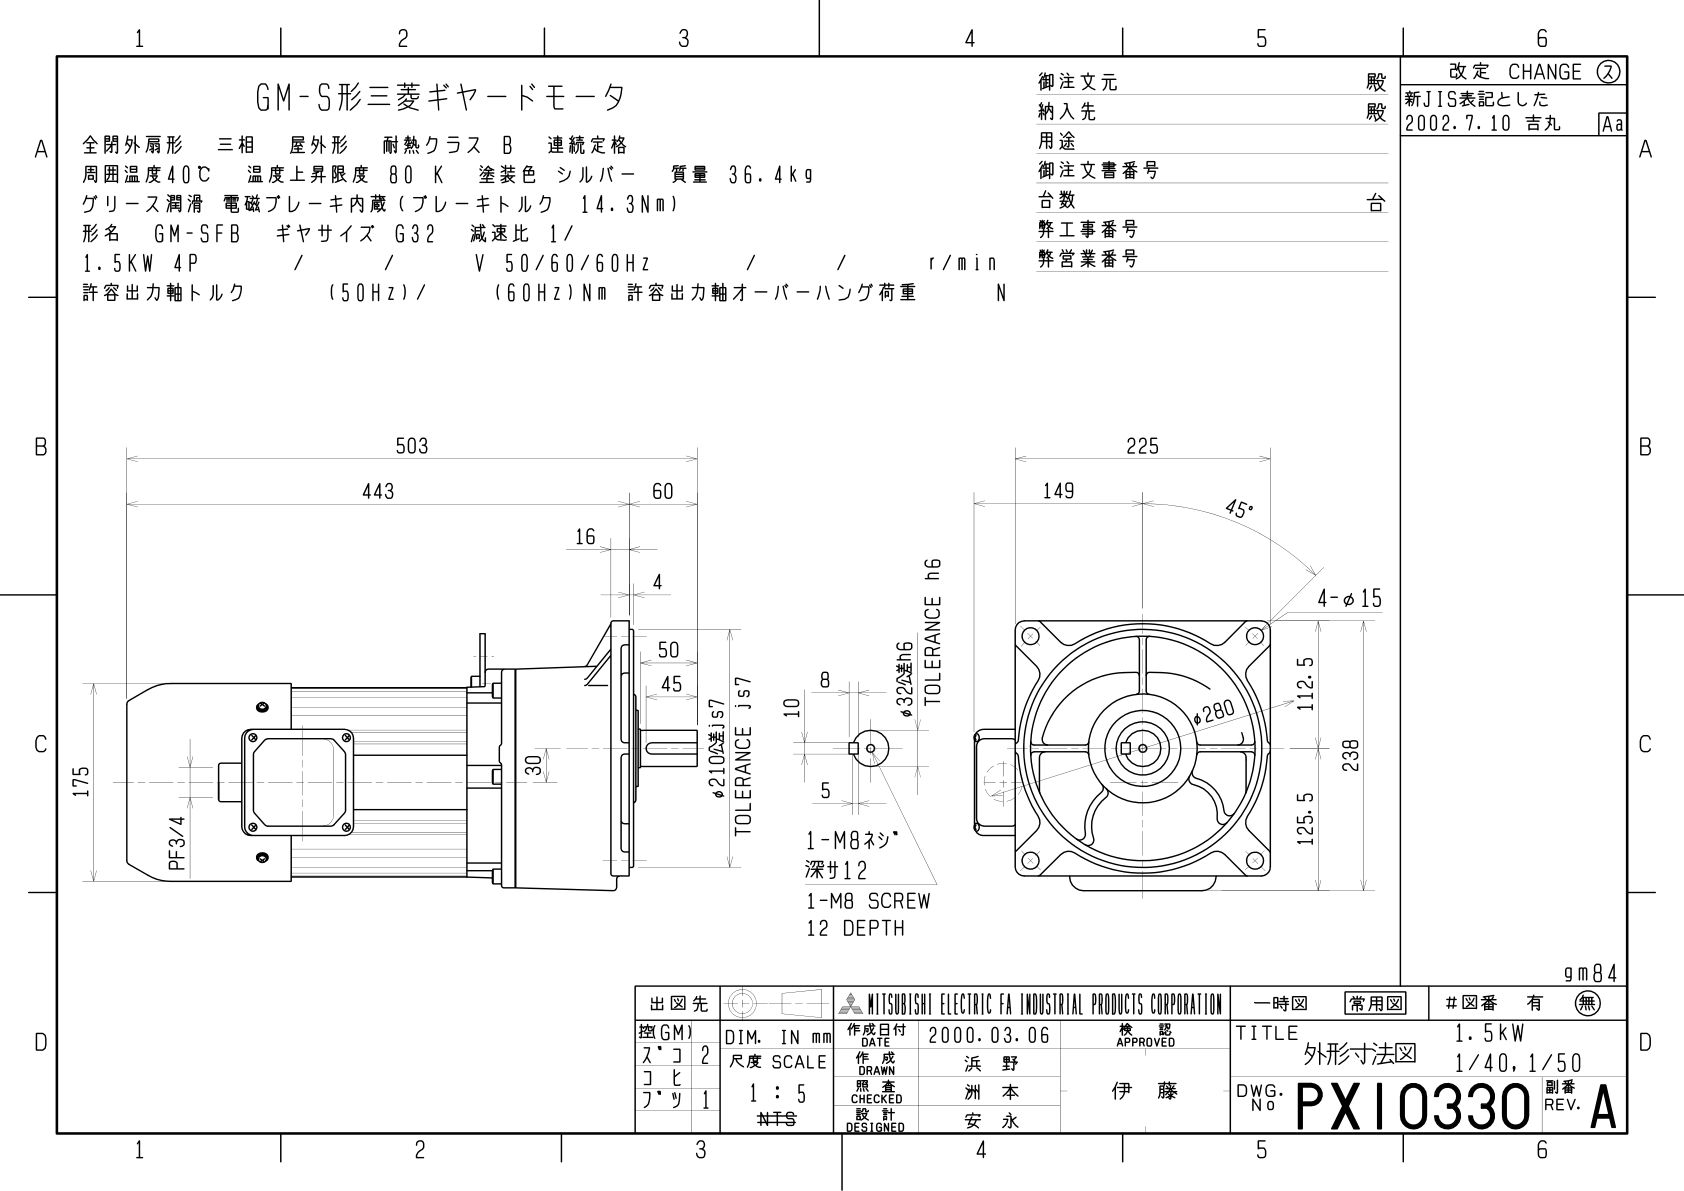 1 2 3 4 5 6
改定 CHANGE ス
新JIS表記とした
2002.7.10 吉丸 Aa
GM-S形三菱ギヤードモータ
全閉外扇形 三相 屋外形 耐熱クラス B 連続定格
周囲温度40℃ 温度上昇限度 80 K 塗装色 シルバー 質量 36.4kg
グリース潤滑 電磁ブレーキ内蔵(ブレーキトルク 14.3Nm)
形名 GM-SFB ギヤサイズ G32 減速比 1/
1.5KW 4P / / V 50/60/60Hz / / r/min
許容出力軸トルク (50Hz)/ (60Hz)Nm 許容出力軸オーバーハング荷重 N
御注文元 殿
納入先 殿
用途
御注文書番号
台数 台
弊工事番号
弊営業番号
A A
B B
C C
D D
503
443 60
16
4
50
45
175
PF3/4
30
φ210公差js7
TOLERANCE js7
8
10
5
φ32公差h6
TOLERANCE h6
1-M8ネジ
深サ12
1-M8 SCREW
12 DEPTH
225
149
45°
4-φ15
φ280
112.5
125.5
238
gm84
出図先
控(GM)
ズコ 2
コヒ
ブツ 1
DIM. IN mm
尺度 SCALE
1 : 5
NTS
MITSUBISHI ELECTRIC FA INDUSTRIAL PRODUCTS CORPORATION
作成日付 DATE 2000.03.06
作成 DRAWN 浜野
照査 CHECKED 洲本
設計 DESIGNED 安永
検認 APPROVED
伊藤
一時図 常用図 #図番 有 無
TITLE 1.5kW
外形寸法図 1/40,1/50
DWG. No PX10330 副番 REV. A
1 2 3 4 5 6